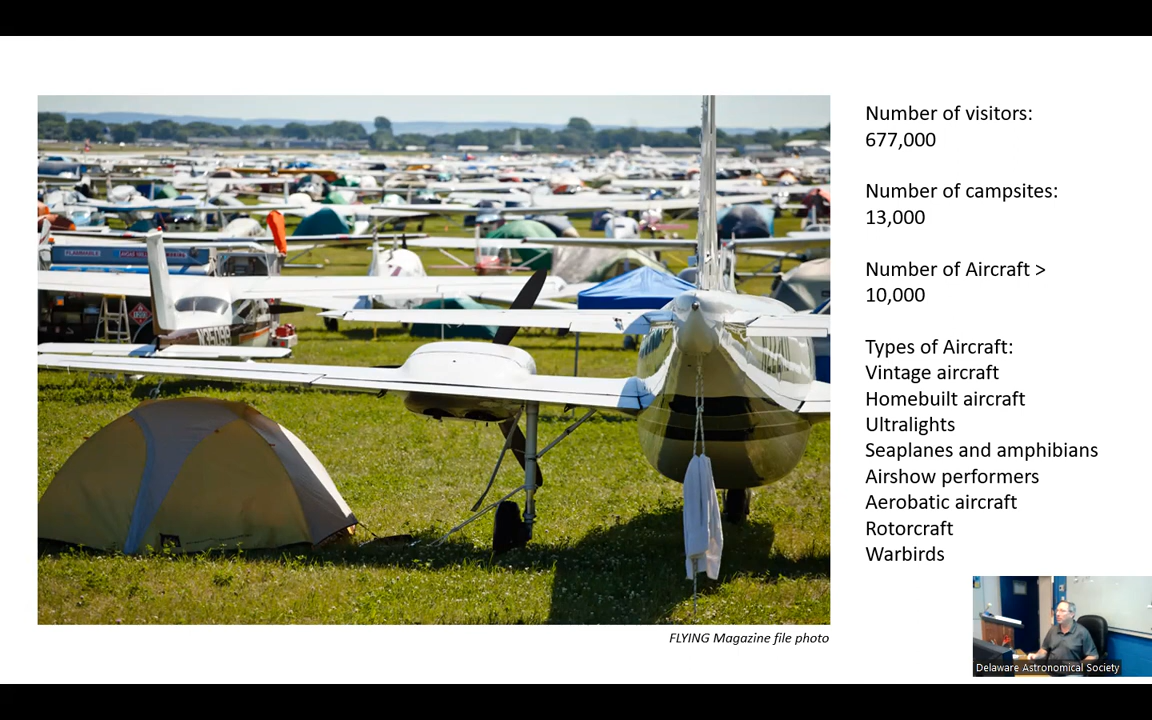 Number of visitors:
677,000
Number of campsites:
13,000
Number of Aircraft >
10,000
Types of Aircraft:
Vintage aircraft
Homebuilt aircraft
Ultralights
Seaplanes and amphibians
Airshow performers
Aerobatic aircraft
Rotorcraft
Warbirds
FLYING Magazine file photo
Delaware Astronomical Society